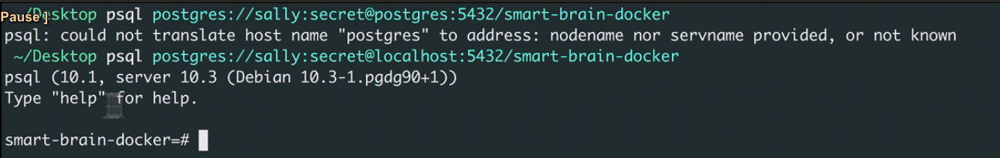 Pause ]
~/Desktop psql postgres://sally:secret@postgres:5432/smart-brain-docker
psql: could not translate host name "postgres" to address: nodename nor servname provided, or not known
~/Desktop psql postgres://sally:secret@localhost:5432/smart-brain-docker
psql (10.1, server 10.3 (Debian 10.3-1.pgdg90+1))
Type "help" for help.
smart-brain-docker=#